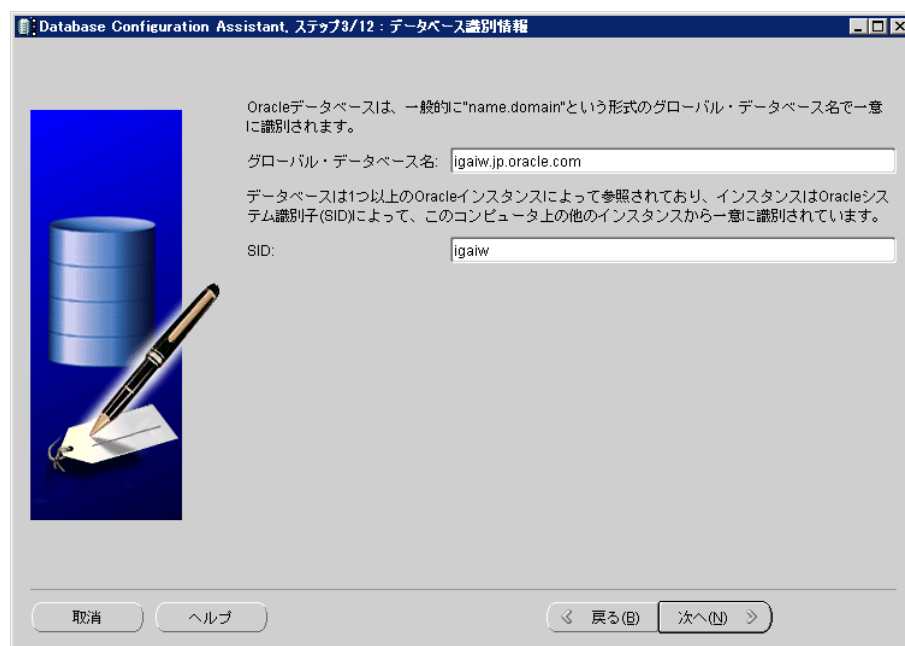 Database Configuration Assistant, ステップ3/12 : データベース識別情報
Oracleデータベースは、一般的に"name.domain"という形式のグローバル・データベース名で一意
に識別されます。
グローバル・データベース名: igaiw.jp.oracle.com
データベースは1つ以上のOracleインスタンスによって参照されており、インスタンスはOracleシス
テム識別子(SID)によって、このコンピュータ上の他のインスタンスから一意に識別されています。
SID: igaiw
取消 ヘルプ 戻る(B) 次へ(N)